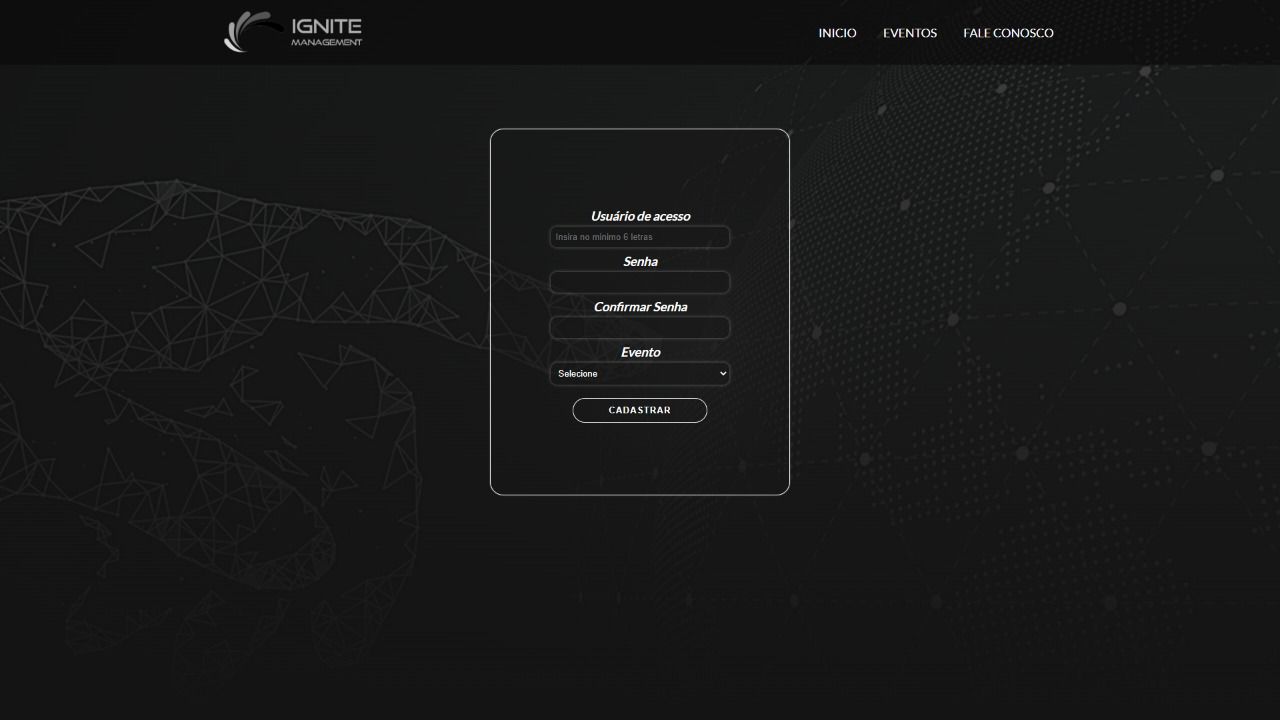 IGNITE
MANAGEMENT
INICIO EVENTOS FALE CONOSCO
Usuário de acesso
Insira no minimo 6 letras
Senha
Confirmar Senha
Evento
Selecione
CADASTRAR